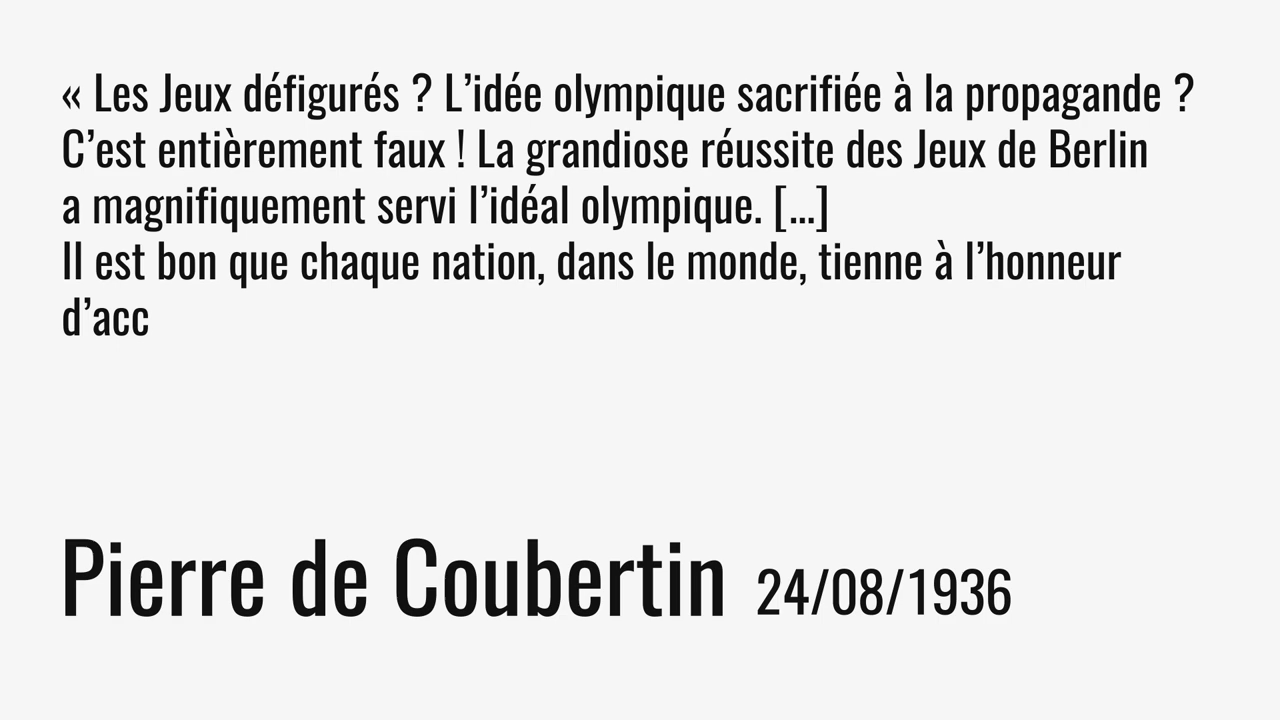 « Les Jeux défigurés ? L’idée olympique sacrifiée à la propagande ?
C’est entièrement faux ! La grandiose réussite des Jeux de Berlin
a magnifiquement servi l’idéal olympique. [...]
Il est bon que chaque nation, dans le monde, tienne à l’honneur
d’acc
Pierre de Coubertin 24/08/1936